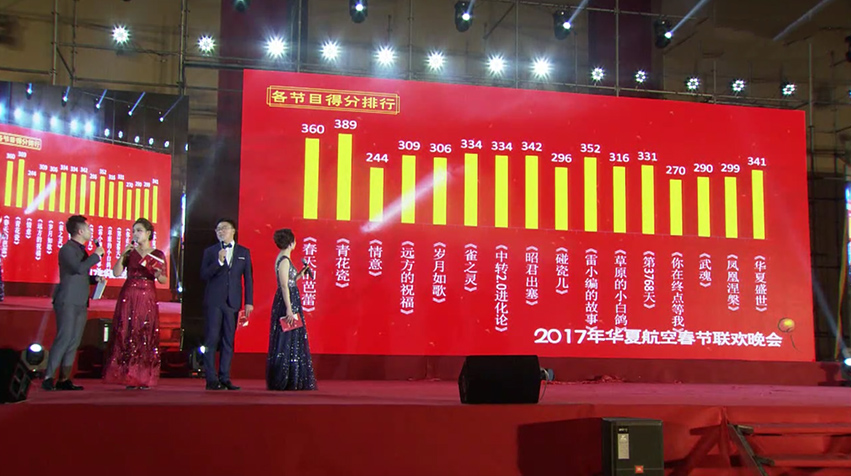 各节目得分排行
360
389
244
309
306
334
334
342
296
352
316
331
270
290
299
341
《春天的芭蕾》
《青花瓷》
《情意》
《远方的祝福》
《岁月如歌》
《雀之灵》
《中转2.0进化论》
《昭君出塞》
《碰瓷儿》
《雷小编的故事》
《草原的小白鸽》
《第3768天》
《你在终点等我》
《武魂》
《凤凰涅槃》
《华夏盛世》
2017年华夏航空春节联欢晚会